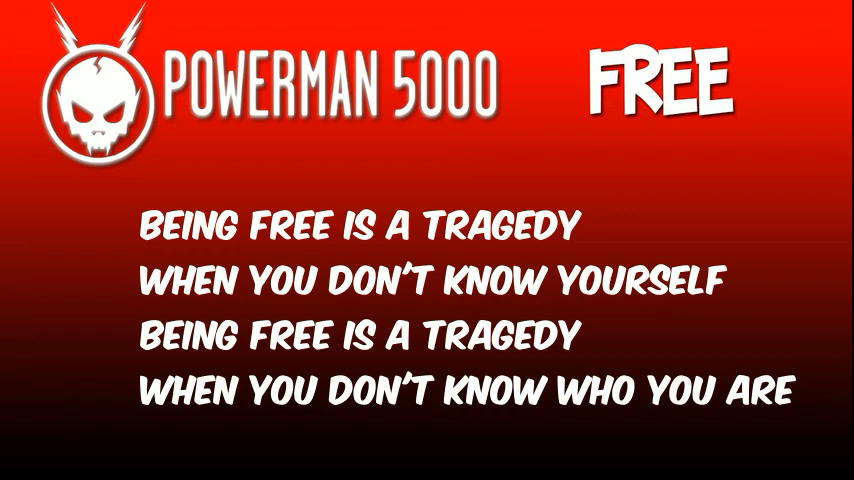 POWERMAN 5000
FREE
BEING FREE IS A TRAGEDY
WHEN YOU DON'T KNOW YOURSELF
BEING FREE IS A TRAGEDY
WHEN YOU DON'T KNOW WHO YOU ARE